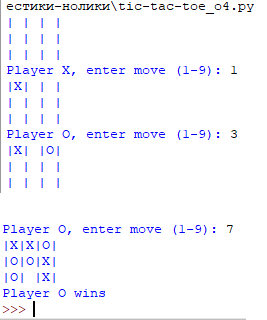 естики-нолики\tic-tac-toe_o4.py
| | | |
| | | |
| | | |
Player X, enter move (1-9): 1
|X| | |
| | | |
| | | |
Player O, enter move (1-9): 3
|X| |O|
| | | |
| | | |
Player O, enter move (1-9): 7
|X|X|O|
|O|O|X|
|O| |X|
Player O wins
>>>